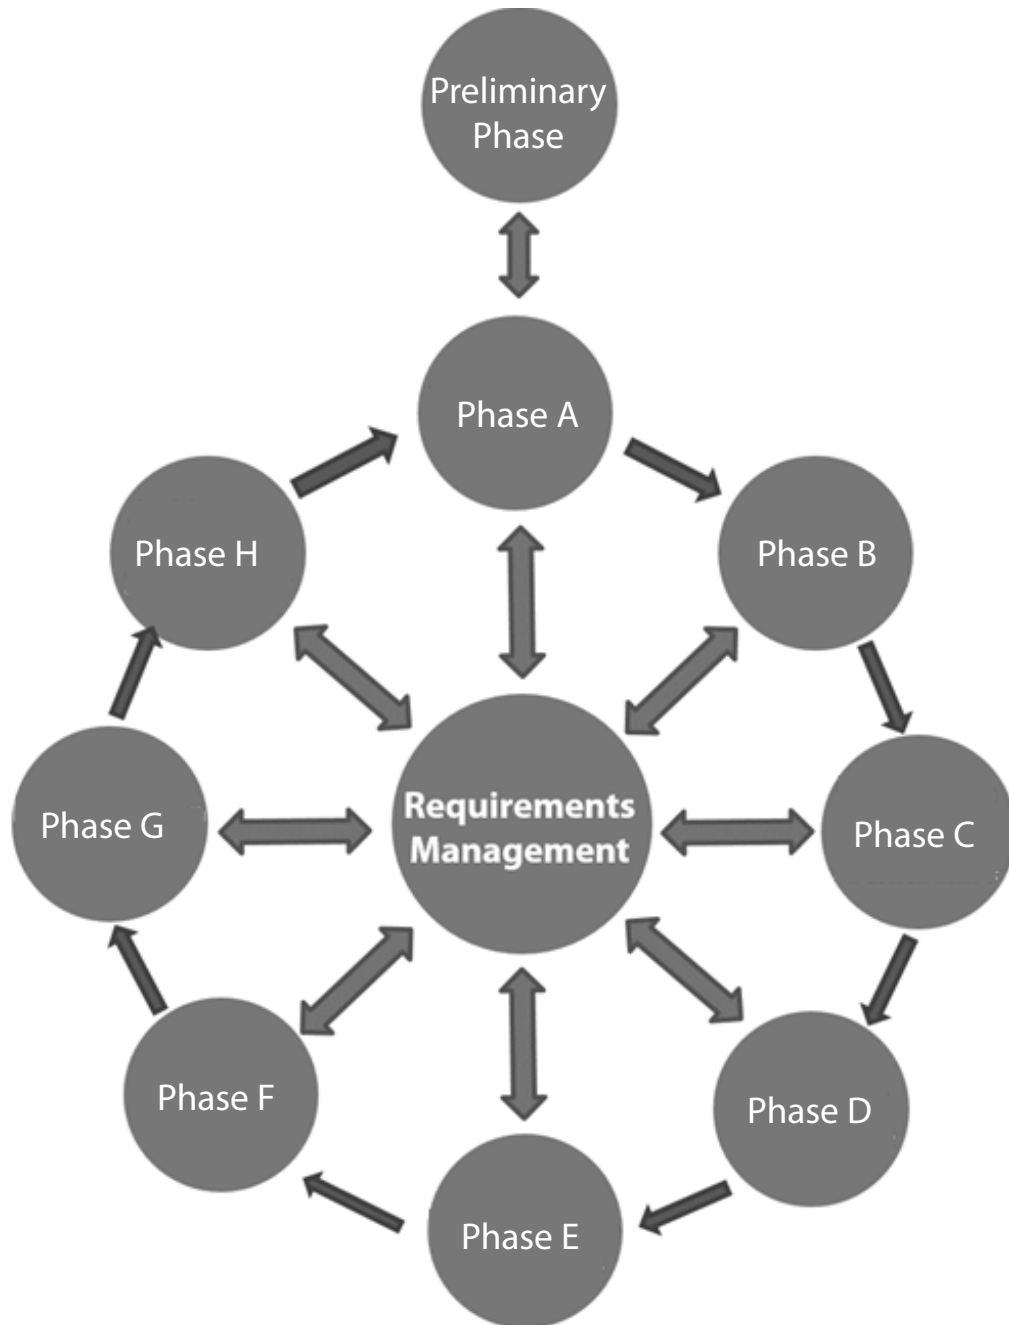 Preliminary
Phase
Phase A
Phase H
Phase B
Requirements
Management
Phase G
Phase C
Phase F
Phase D
Phase E